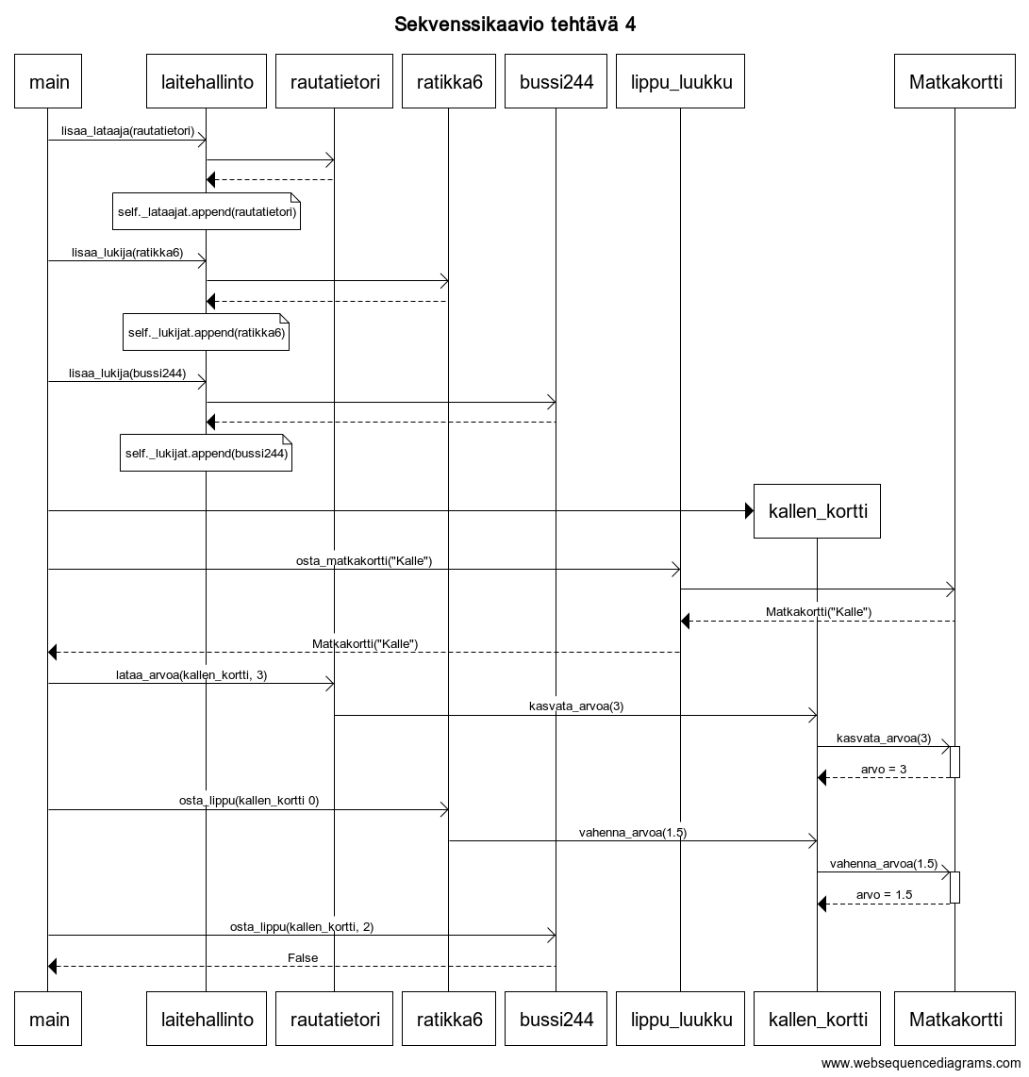 Sekvenssikaavio tehtävä 4
main
laitehallinto
rautatietori
ratikka6
bussi244
lippu_luukku
Matkakortti
lisaa_lataaja(rautatietori)
self._lataajat.append(rautatietori)
lisaa_lukija(ratikka6)
self._lukijat.append(ratikka6)
lisaa_lukija(bussi244)
self._lukijat.append(bussi244)
kallen_kortti
osta_matkakortti("Kalle")
Matkakortti("Kalle")
Matkakortti("Kalle")
lataa_arvoa(kallen_kortti, 3)
kasvata_arvoa(3)
kasvata_arvoa(3)
arvo = 3
osta_lippu(kallen_kortti 0)
vahenna_arvoa(1.5)
vahenna_arvoa(1.5)
arvo = 1.5
osta_lippu(kallen_kortti, 2)
False
main
laitehallinto
rautatietori
ratikka6
bussi244
lippu_luukku
kallen_kortti
Matkakortti
www.websequencediagrams.com